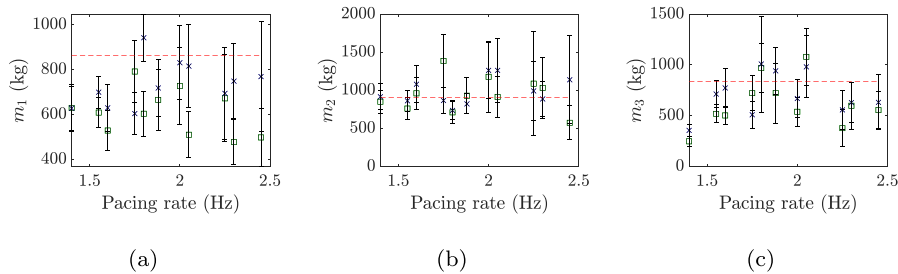 1000
800
600
400
m1 (kg)
1.5 2 2.5
Pacing rate (Hz)
(a)
2000
1500
1000
500
0
m2 (kg)
1.5 2 2.5
Pacing rate (Hz)
(b)
1500
1000
500
0
m3 (kg)
1.5 2 2.5
Pacing rate (Hz)
(c)